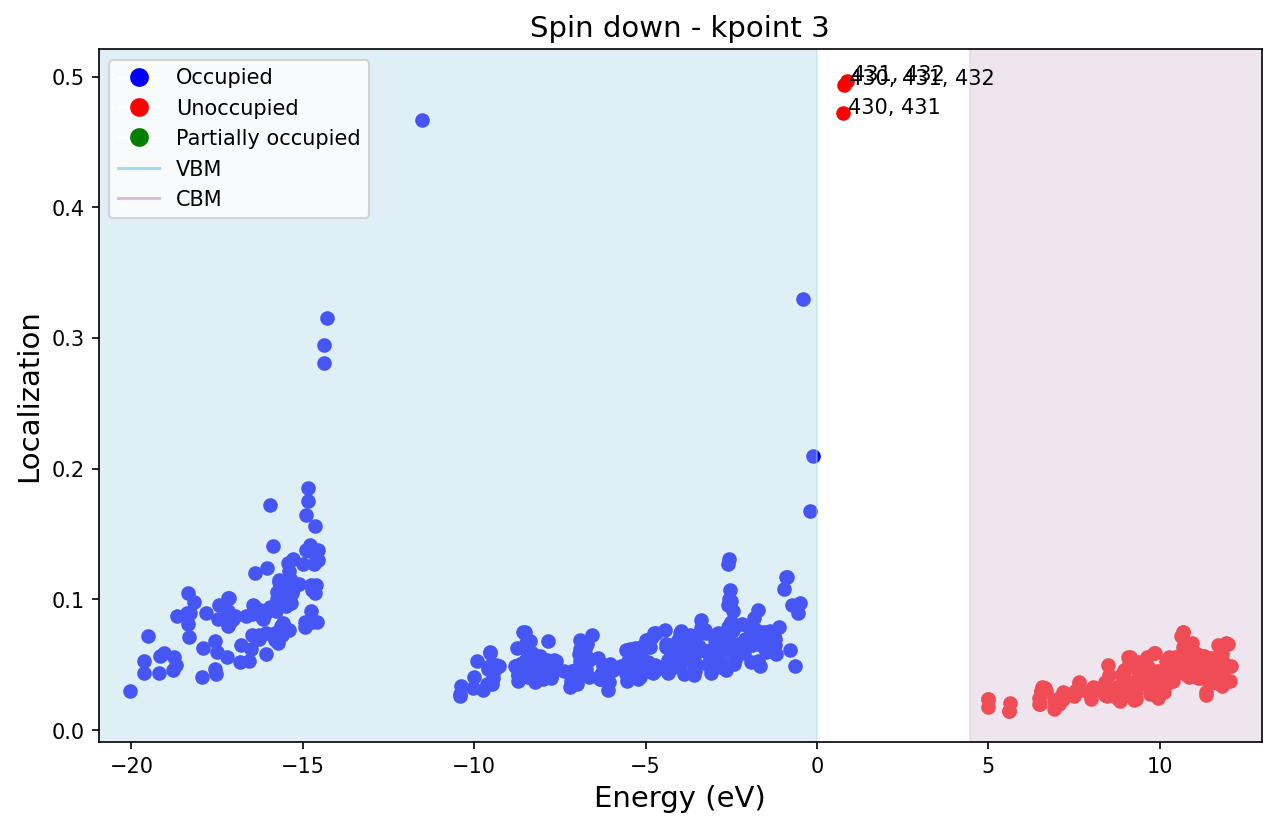 Spin down - kpoint 3
Localization
0.5
0.4
0.3
0.2
0.1
0.0
Occupied
Unoccupied
Partially occupied
VBM
CBM
431, 432
430, 431, 432
430, 431
−20
−15
−10
−5
0
5
10
Energy (eV)